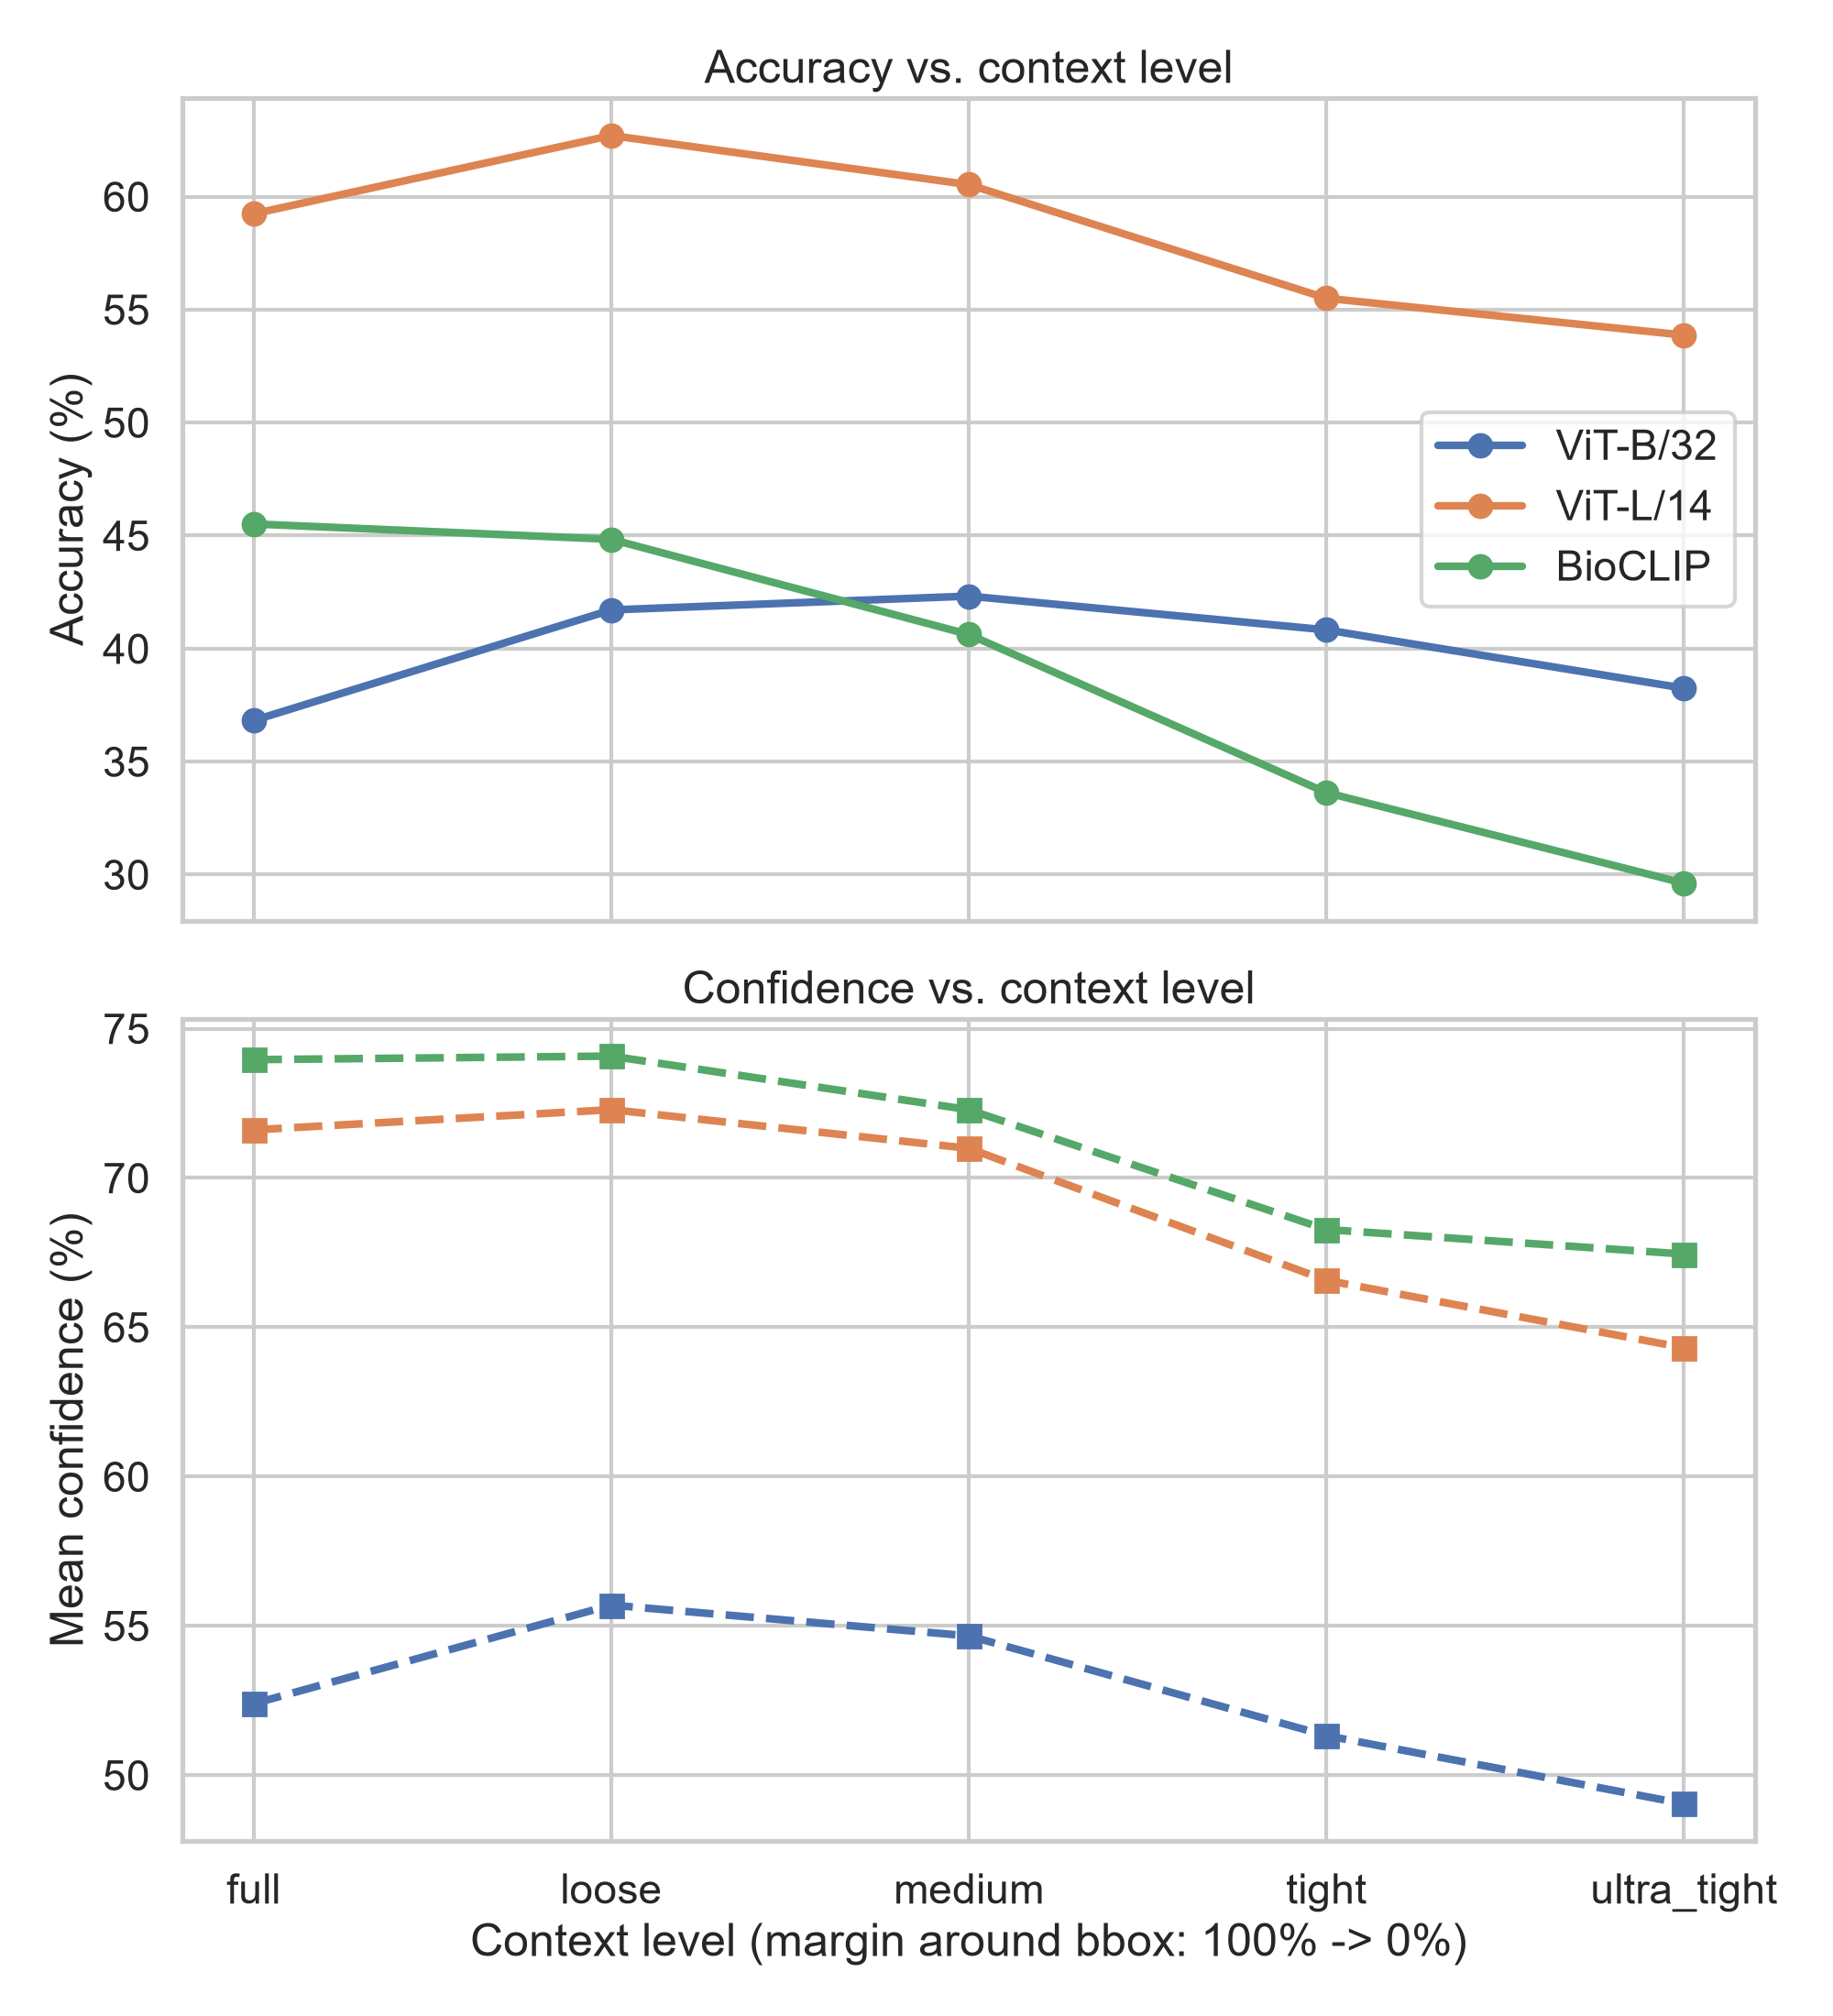 Accuracy vs. context level
Accuracy (%)
60
55
50
45
40
35
30
ViT-B/32
ViT-L/14
BioCLIP
Confidence vs. context level
Mean confidence (%)
75
70
65
60
55
50
full loose medium tight ultra_tight
Context level (margin around bbox: 100% -> 0%)